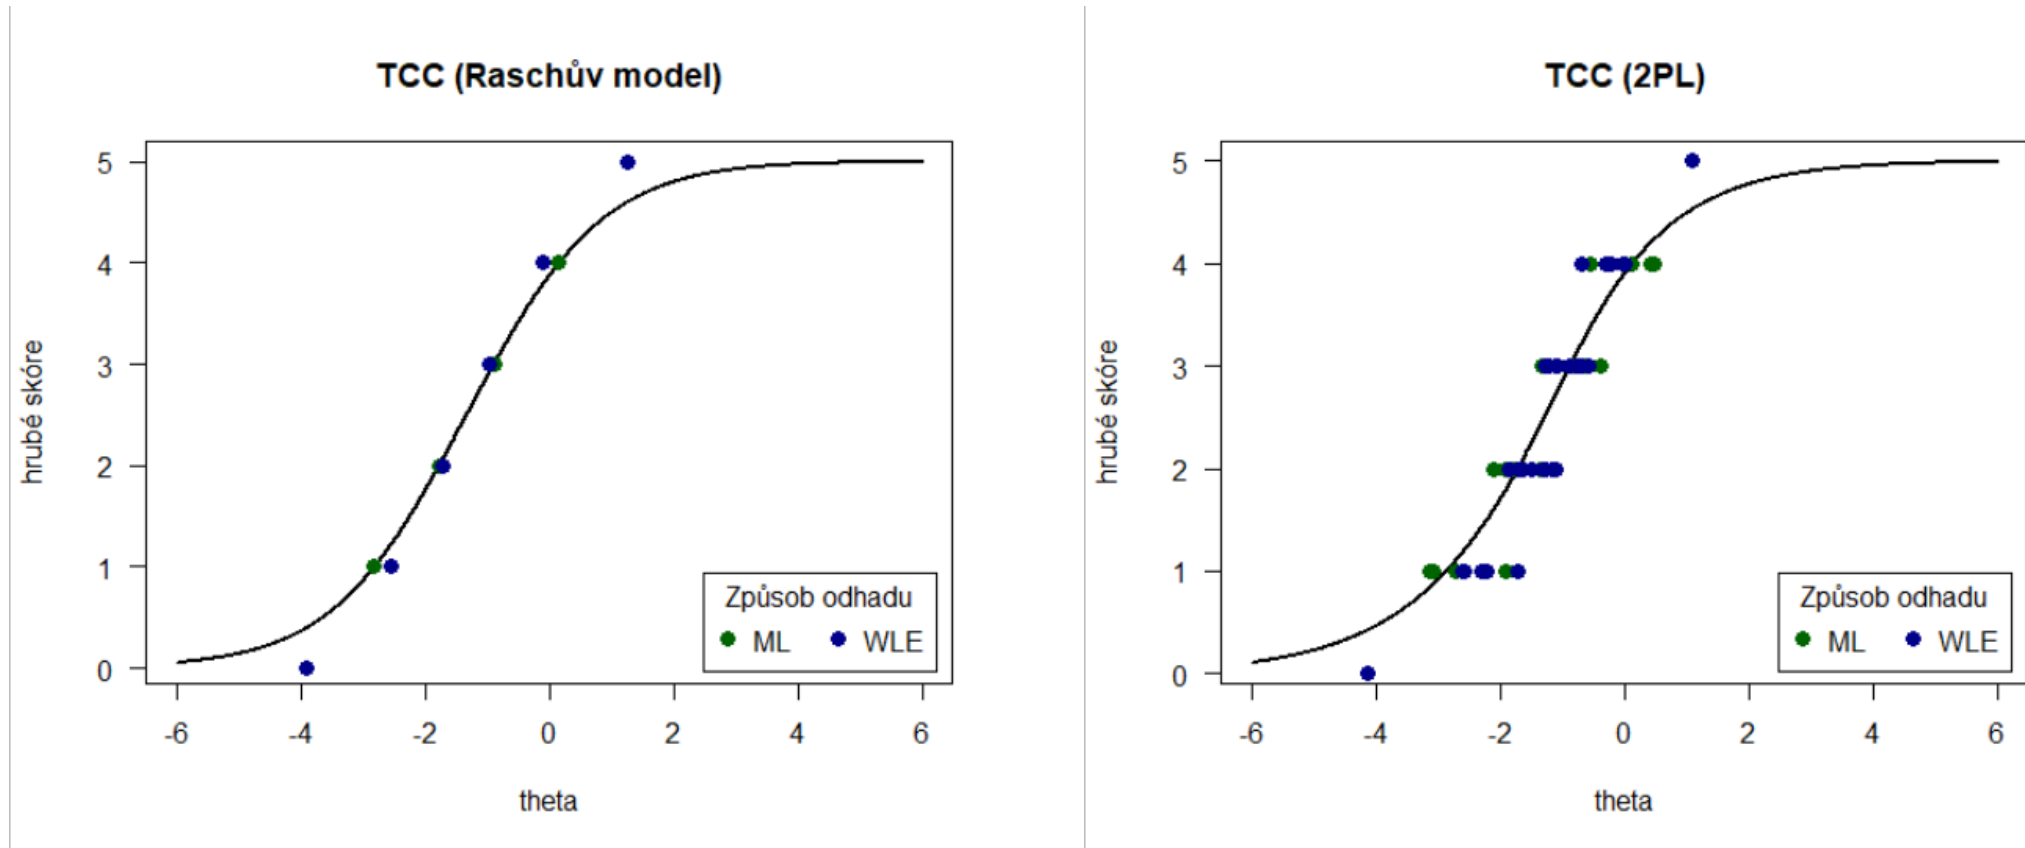 TCC (Raschův model)
hrubé skóre
5
4
3
2
1
0
Způsob odhadu
ML WLE
-6 -4 -2 0 2 4 6
theta
TCC (2PL)
hrubé skóre
5
4
3
2
1
0
Způsob odhadu
ML WLE
-6 -4 -2 0 2 4 6
theta